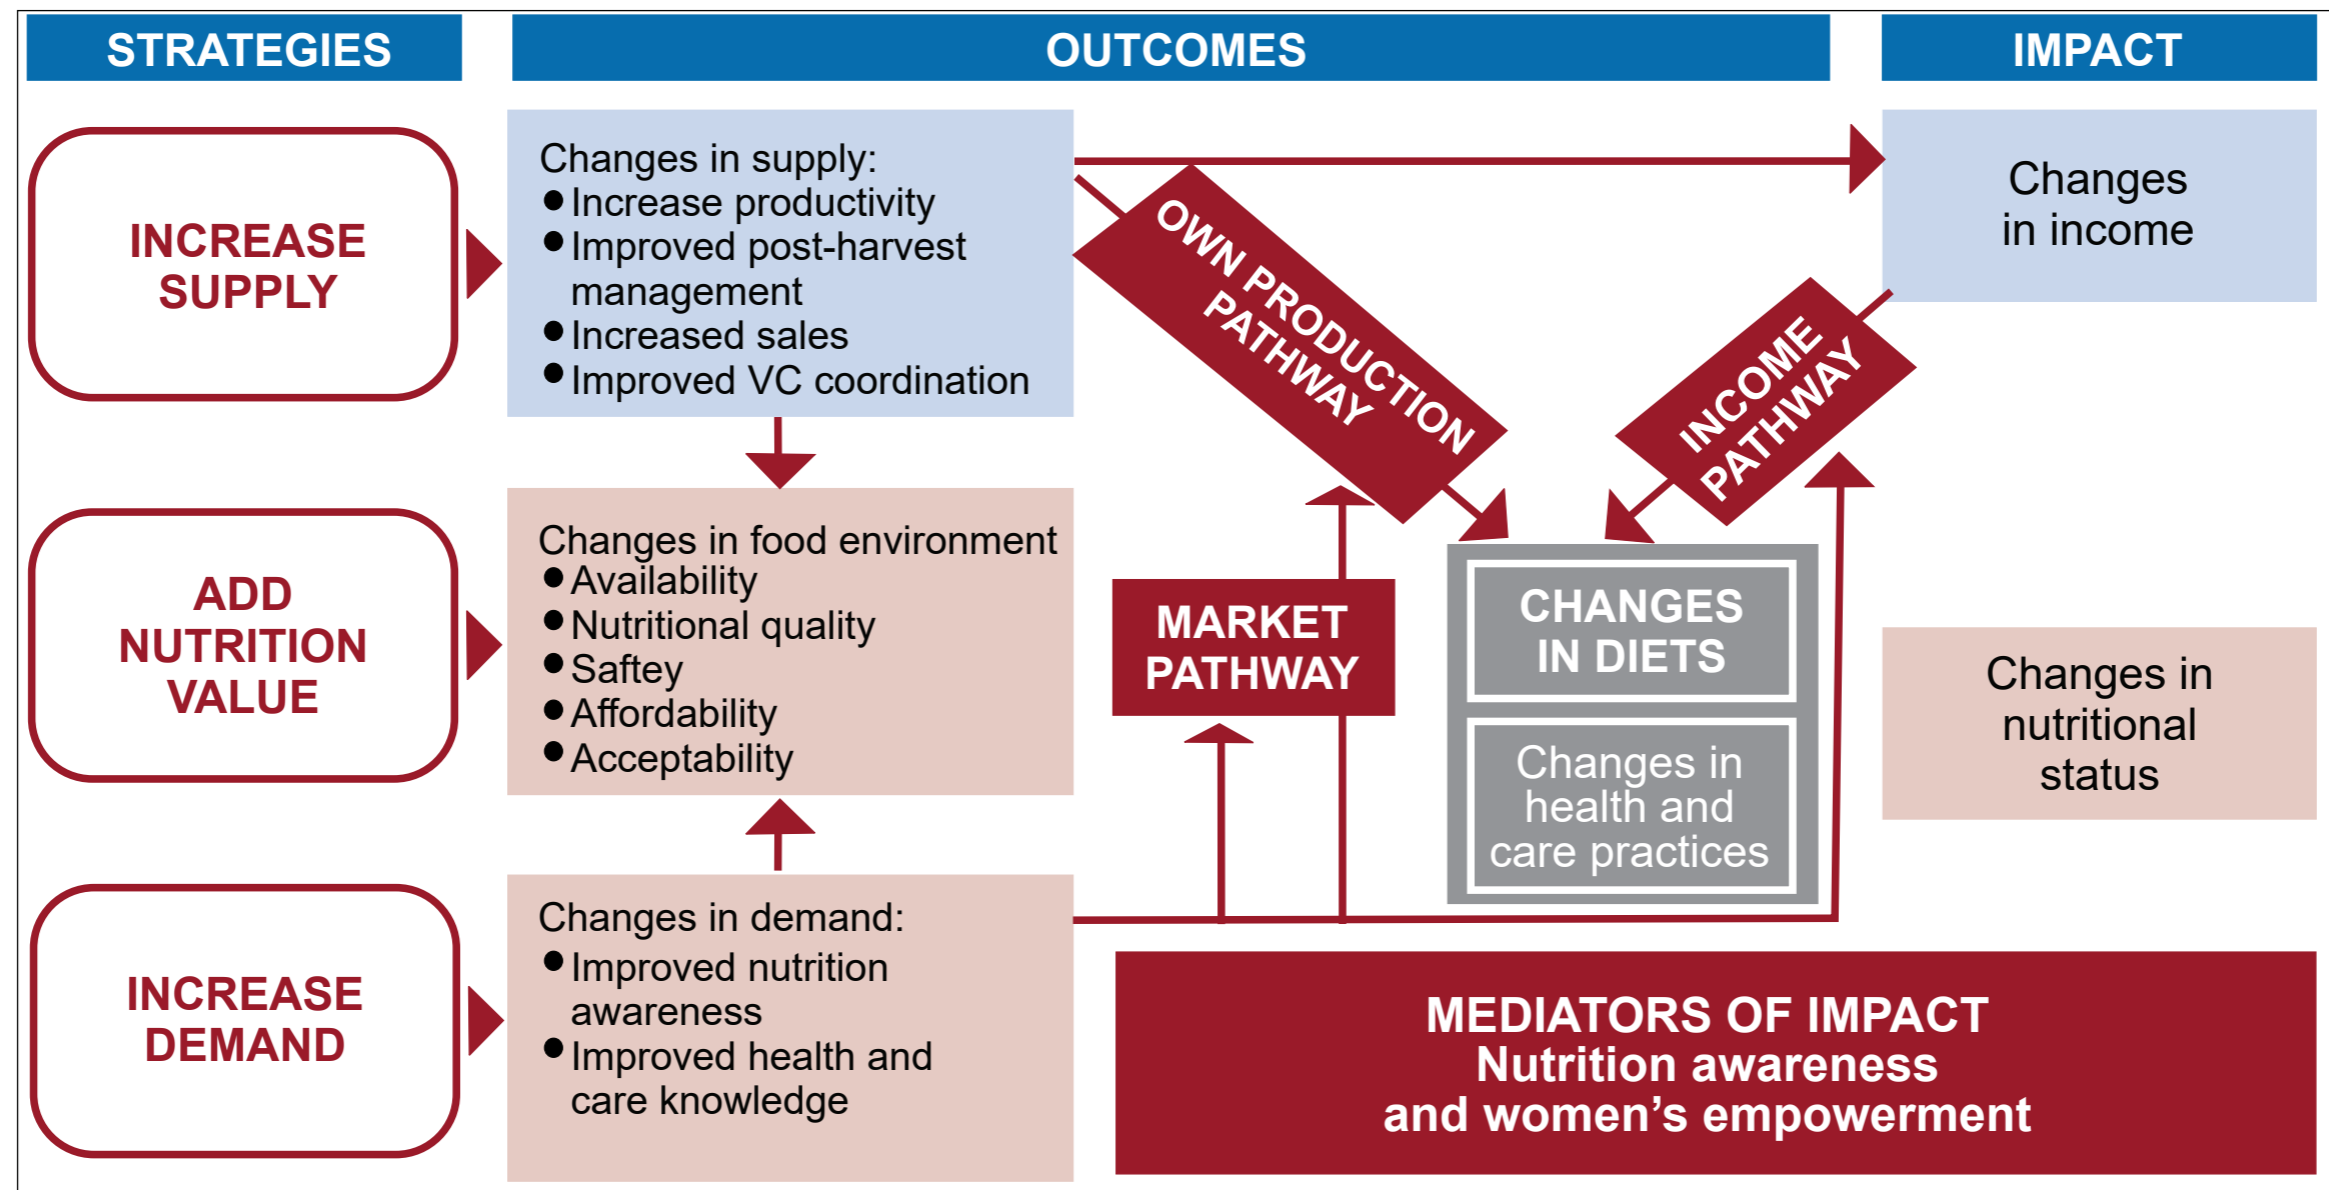 STRATEGIES
OUTCOMES
IMPACT
INCREASE
SUPPLY
Changes in supply:
● Increase productivity
● Improved post-harvest
management
● Increased sales
● Improved VC coordination
OWN PRODUCTION
PATHWAY
INCOME
PATHWAY
Changes
in income
ADD
NUTRITION
VALUE
Changes in food environment
● Availability
● Nutritional quality
● Saftey
● Affordability
● Acceptability
MARKET
PATHWAY
CHANGES
IN DIETS
Changes in
health and
care practices
Changes in
nutritional
status
INCREASE
DEMAND
Changes in demand:
● Improved nutrition
awareness
● Improved health and
care knowledge
MEDIATORS OF IMPACT
Nutrition awareness
and women’s empowerment